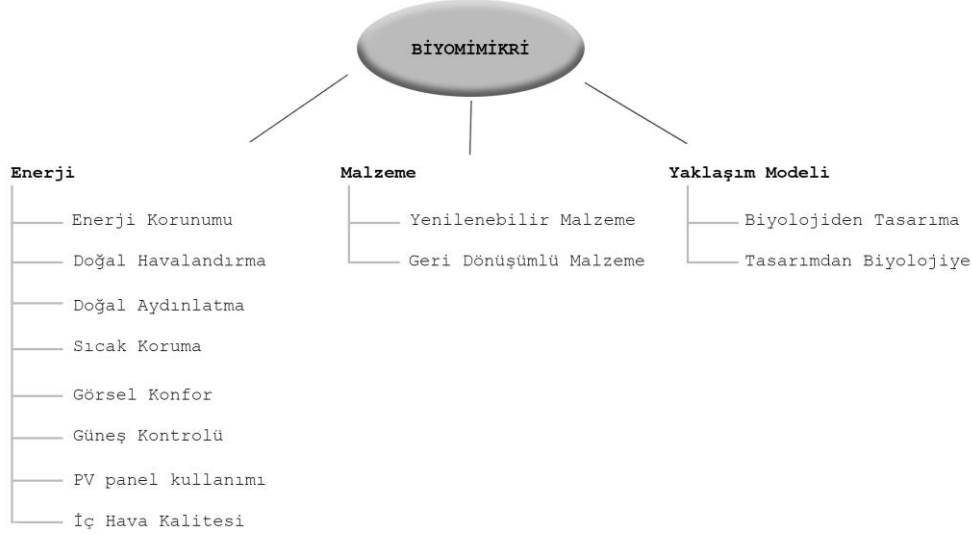 BİYOMİMİKRİ
Enerji
Enerji Korunumu
Doğal Havalandırma
Doğal Aydınlatma
Sıcak Koruma
Görsel Konfor
Güneş Kontrolü
PV panel kullanımı
İç Hava Kalitesi
Malzeme
Yenilenebilir Malzeme
Geri Dönüşümlü Malzeme
Yaklaşım Modeli
Biyolojiden Tasarıma
Tasarımdan Biyolojiye